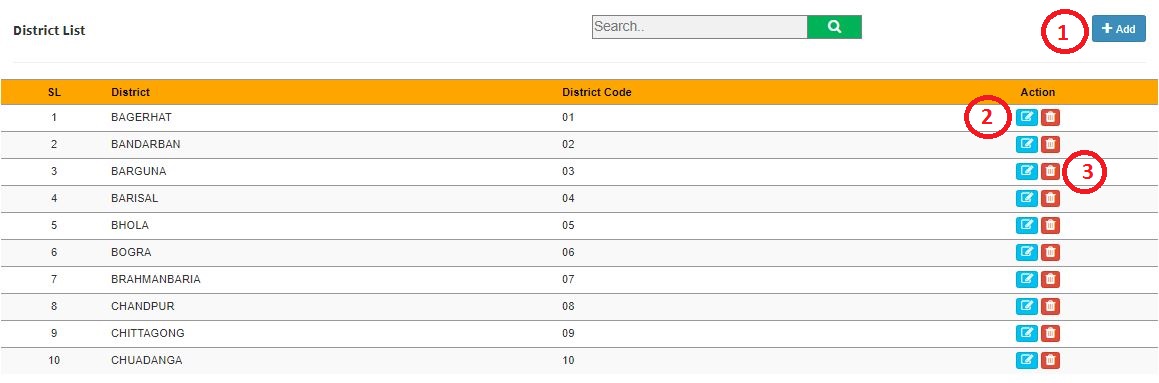 District List Search.. 1 + Add
SL District District Code Action
1 BAGERHAT 01 2
2 BANDARBAN 02
3 BARGUNA 03 3
4 BARISAL 04
5 BHOLA 05
6 BOGRA 06
7 BRAHMANBARIA 07
8 CHANDPUR 08
9 CHITTAGONG 09
10 CHUADANGA 10